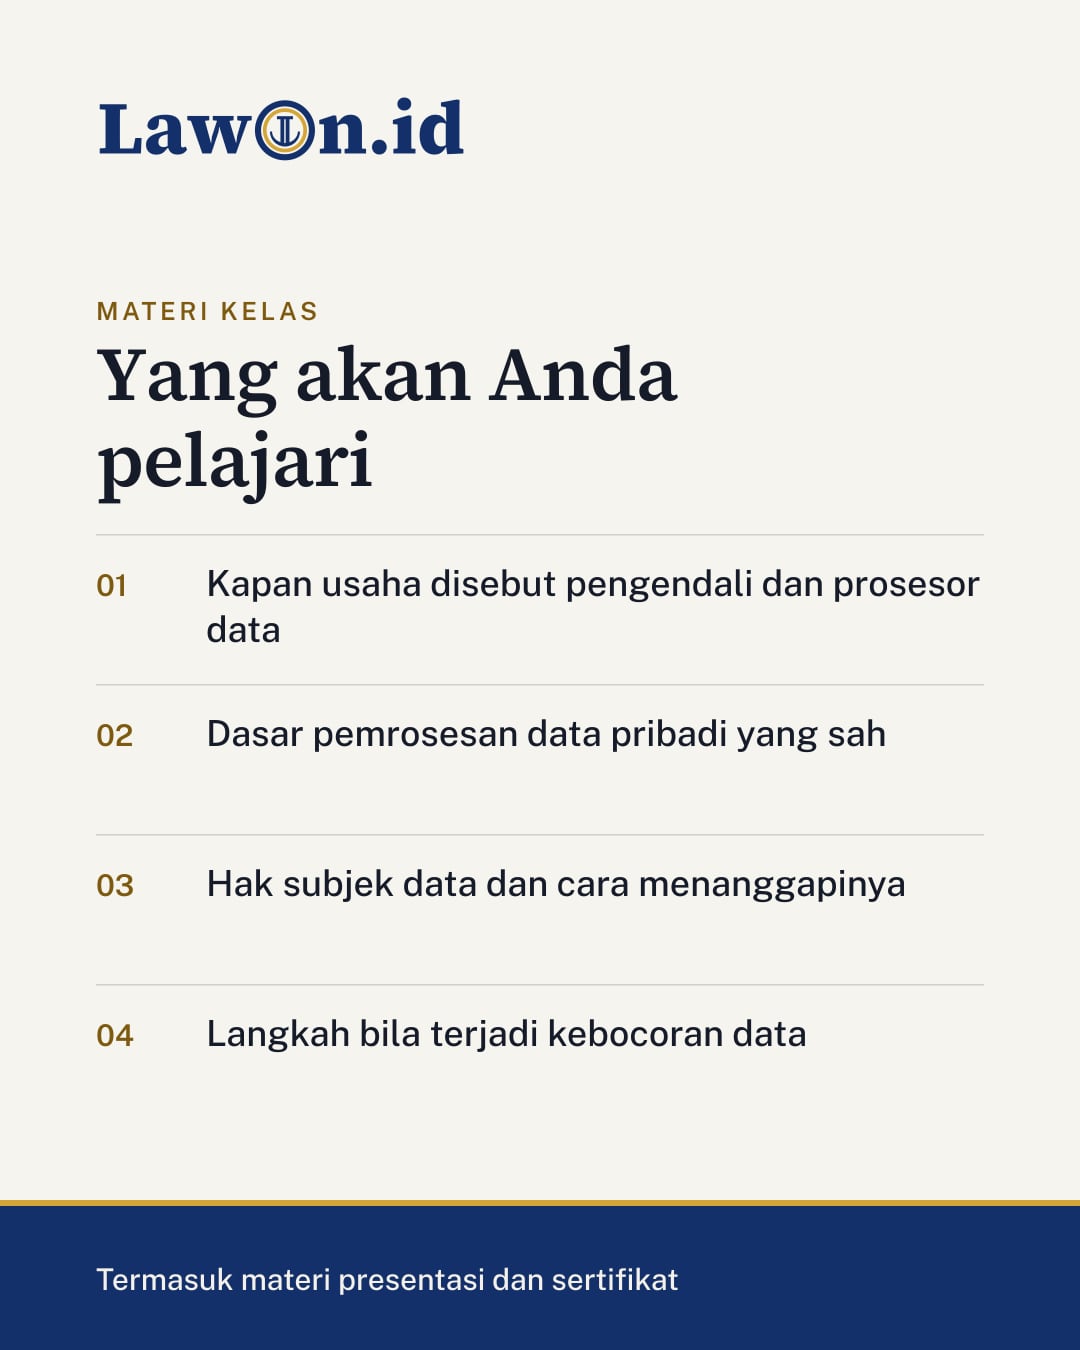 LawOn.id
MATERI KELAS
Yang akan Anda
pelajari
01 Kapan usaha disebut pengendali dan prosesor
data
02 Dasar pemrosesan data pribadi yang sah
03 Hak subjek data dan cara menanggapinya
04 Langkah bila terjadi kebocoran data
Termasuk materi presentasi dan sertifikat